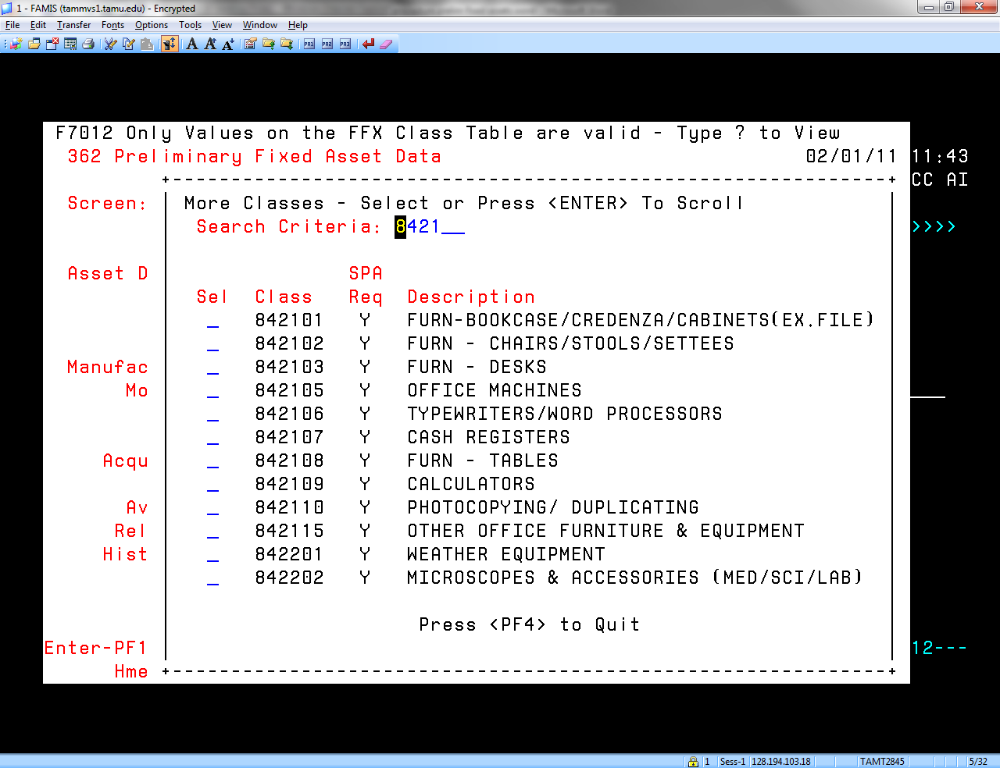 1 - FAMIS (tammvs1.tamu.edu) - Encrypted
File Edit Transfer Fonts Options Tools View Window Help
A A A PA1 PA2 PA3
F7012 Only Values on the FFX Class Table are valid - Type ? to View
362 Preliminary Fixed Asset Data 02/01/11 11:43
+--------------------------------------------------------------+ CC AI
Screen: More Classes - Select or Press <ENTER> To Scroll
Search Criteria: 8421__ >>>>
Asset D SPA
Sel Class Req Description
_ 842101 Y FURN-BOOKCASE/CREDENZA/CABINETS(EX.FILE)
_ 842102 Y FURN - CHAIRS/STOOLS/SETTEES
Manufac _ 842103 Y FURN - DESKS
Mo _ 842105 Y OFFICE MACHINES
_ 842106 Y TYPEWRITERS/WORD PROCESSORS
_ 842107 Y CASH REGISTERS
Acqu _ 842108 Y FURN - TABLES
_ 842109 Y CALCULATORS
Av _ 842110 Y PHOTOCOPYING/ DUPLICATING
Rel _ 842115 Y OTHER OFFICE FURNITURE & EQUIPMENT
Hist _ 842201 Y WEATHER EQUIPMENT
_ 842202 Y MICROSCOPES & ACCESSORIES (MED/SCI/LAB)
Press <PF4> to Quit
Enter-PF1 12---
Hme +--------------------------------------------------------------+
1 Sess-1 128.194.103.18 TAMT2845 5/32